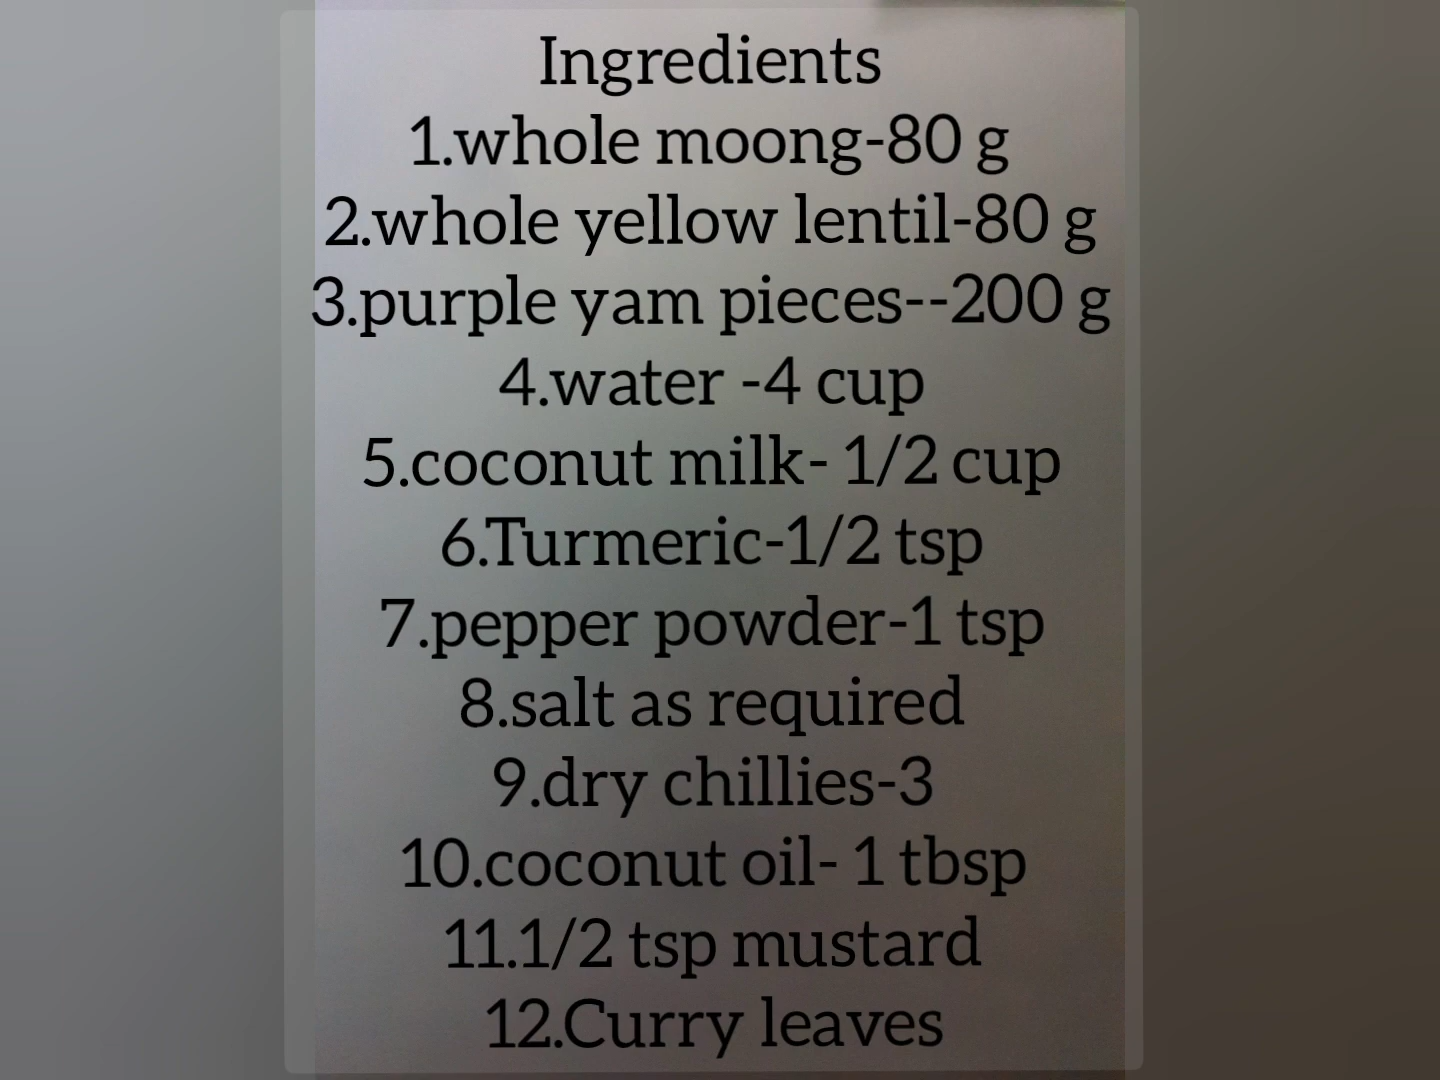 Ingredients
1.whole moong-80 g
2.whole yellow lentil-80 g
3.purple yam pieces--200 g
4.water -4 cup
5.coconut milk- 1/2 cup
6.Turmeric-1/2 tsp
7.pepper powder-1 tsp
8.salt as required
9.dry chillies-3
10.coconut oil- 1 tbsp
11.1/2 tsp mustard
12.Curry leaves